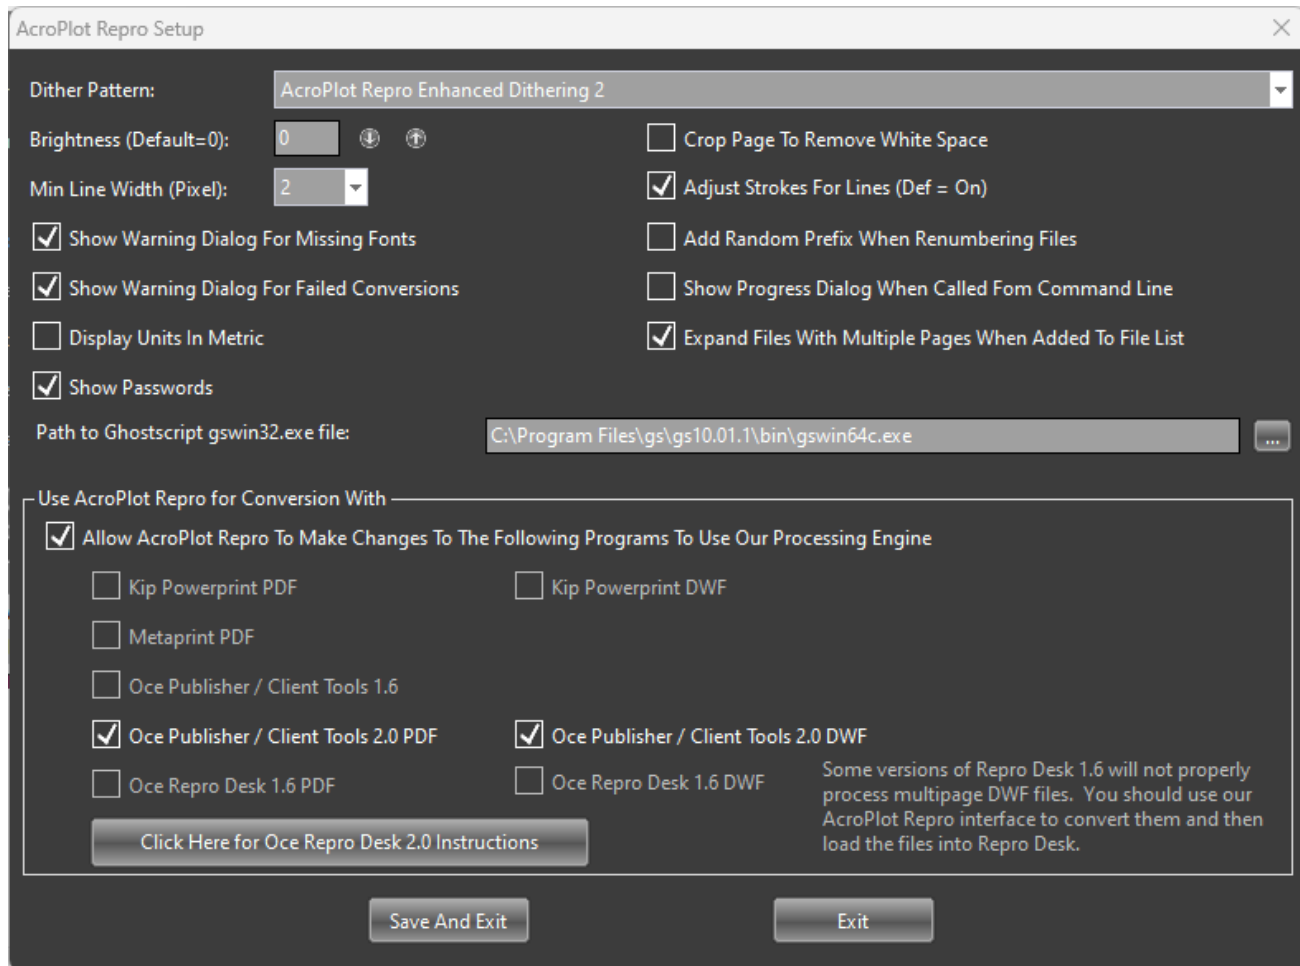 AcroPlot Repro Setup
Dither Pattern:
AcroPlot Repro Enhanced Dithering 2
Brightness (Default=0):
0
Crop Page To Remove White Space
Min Line Width (Pixel):
2
Adjust Strokes For Lines (Def = On)
Show Warning Dialog For Missing Fonts
Add Random Prefix When Renumbering Files
Show Warning Dialog For Failed Conversions
Show Progress Dialog When Called Fom Command Line
Display Units In Metric
Expand Files With Multiple Pages When Added To File List
Show Passwords
Path to Ghostscript gswin32.exe file:
C:\Program Files\gs\gs10.01.1\bin\gswin64c.exe
...
Use AcroPlot Repro for Conversion With
Allow AcroPlot Repro To Make Changes To The Following Programs To Use Our Processing Engine
Kip Powerprint PDF
Kip Powerprint DWF
Metaprint PDF
Oce Publisher / Client Tools 1.6
Oce Publisher / Client Tools 2.0 PDF
Oce Publisher / Client Tools 2.0 DWF
Oce Repro Desk 1.6 PDF
Oce Repro Desk 1.6 DWF
Some versions of Repro Desk 1.6 will not properly
process multipage DWF files. You should use our
AcroPlot Repro interface to convert them and then
load the files into Repro Desk.
Click Here for Oce Repro Desk 2.0 Instructions
Save And Exit
Exit